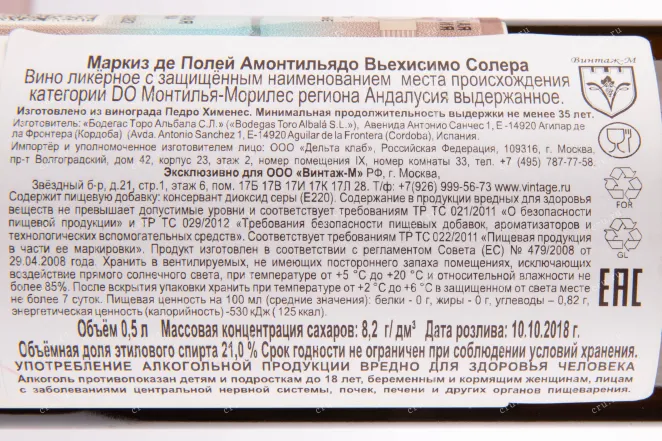 Маркиз де Полей Амонтильядо Вьехисимо Солера
Винтаж-М
Вино ликёрное с защищённым наименованием места происхождения
категории DO Монтилья-Морилес региона Андалусия выдержанное.
Изготовлено из винограда Педро Хименес. Минимальная продолжительность выдержки не менее 35 лет.
Изготовитель: «Бодегас Торо Альбала С.Л.», («Bodegas Toro Albalá S.L.»), Авенида Антонио Санчес 1, E-14920 Агилар де
ла Фронтера (Кордоба) (Avda. Antonio Sanchez 1, E-14920 Aguilar de la Frontera (Cordoba), Испания.
Импортёр и уполномоченное изготовителем лицо: ООО «Дельта клаб», Российская Федерация, 109316, г. Москва,
пр-т Волгоградский, дом 42, корпус 23, этаж 2, номер помещения IX, номер комнаты 33, тел. +7 (495) 787-77-58.
Эксклюзивно для ООО «Винтаж-М» РФ, г. Москва,
Звёздный б-р, д.21, стр.1, этаж 6, пом. 17Б 17В 17И 17К 17Л 28. Т/ф: +7(926) 999-56-73 www.vintage.ru
Содержит пищевую добавку: консервант диоксид серы (Е220). Содержание в продукции вредных для здоровья
веществ не превышает допустимые уровни и соответствует требованиям ТР ТС 021/2011 «О безопасности
пищевой продукции» и ТР ТС 029/2012 «Требования безопасности пищевых добавок, ароматизаторов и
технологических вспомогательных средств». Соответствует требованиям ТР ТС 022/2011 «Пищевая продукция
в части ее маркировки». Продукт изготовлен в соответствии с регламентом Совета (ЕС) № 479/2008 от
29.04.2008 года. Хранить в вентилируемых, не имеющих постороннего запаха помещениях, исключающих
воздействие прямого солнечного света, при температуре от +5 °С до +20 °С и относительной влажности не
более 85%. После вскрытия упаковки хранить при температуре от +2 °С до +6 °С в защищенном от света месте
не более 7 суток. Пищевая ценность на 100 мл (средние значения): белки - 0 г, жиры - 0 г, углеводы – 0,82 г,
энергетическая ценность (калорийность) -530 кДж ( 125 ккал).
FOR
GL
EAC
Объём 0,5 л Массовая концентрация сахаров: 8,2 г/ дм³ Дата розлива: 10.10.2018 г.
Объёмная доля этилового спирта 21,0 % Срок годности не ограничен при соблюдении условий хранения.
УПОТРЕБЛЕНИЕ АЛКОГОЛЬНОЙ ПРОДУКЦИИ ВРЕДНО ДЛЯ ЗДОРОВЬЯ ЧЕЛОВЕКА
Алкоголь противопоказан детям и подросткам до 18 лет, беременным и кормящим женщинам, лицам
с заболеваниями центральной нервной системы, почек, печени и других органов пищеварения.